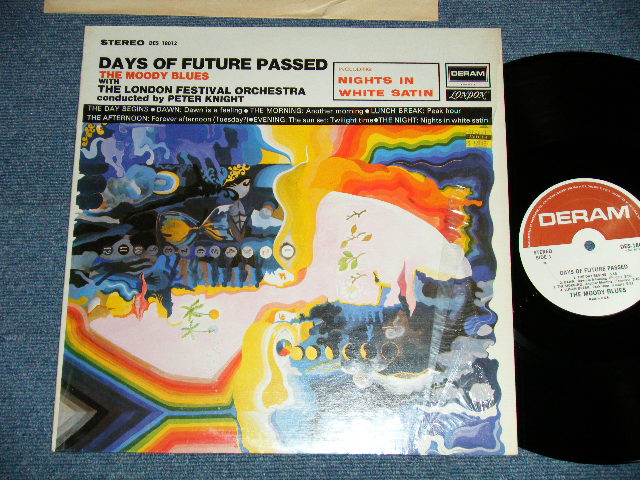 STEREO DES 18012
DAYS OF FUTURE PASSED
THE MOODY BLUES
WITH
THE LONDON FESTIVAL ORCHESTRA
conducted by PETER KNIGHT
INCLUDING
NIGHTS IN
WHITE SATIN
DERAM
LONDON
THE DAY BEGINS ● DAWN: Dawn is a feeling ● THE MORNING: Another morning ● LUNCH BREAK: Peak hour
THE AFTERNOON: Forever afternoon (Tuesday?) ● EVENING: The sun set: Twilight time ● THE NIGHT: Nights in white satin
DERAM
STEREO
SIDE 1
DAYS OF FUTURE PASSED
THE MOODY BLUES